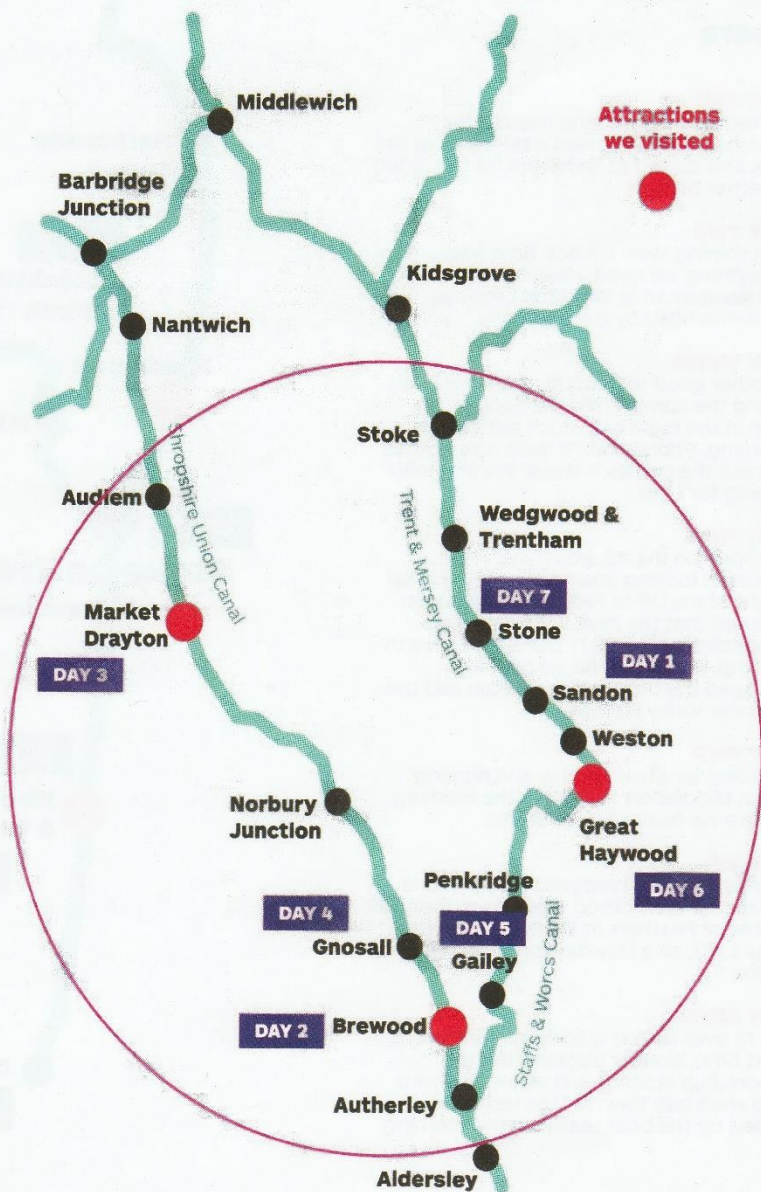 Middlewich
Attractions
we visited
Barbridge
Junction
Kidsgrove
Nantwich
Stoke
Shropshire Union Canal
Audlem
Trent & Mersey Canal
Wedgwood &
Trentham
DAY 7
Market
Drayton
Stone
DAY 3
DAY 1
Sandon
Weston
Norbury
Junction
Great
Haywood
Penkridge
DAY 6
DAY 4
DAY 5
Gnosall
Gailey
Staffs & Worcs Canal
DAY 2
Brewood
Autherley
Aldersley